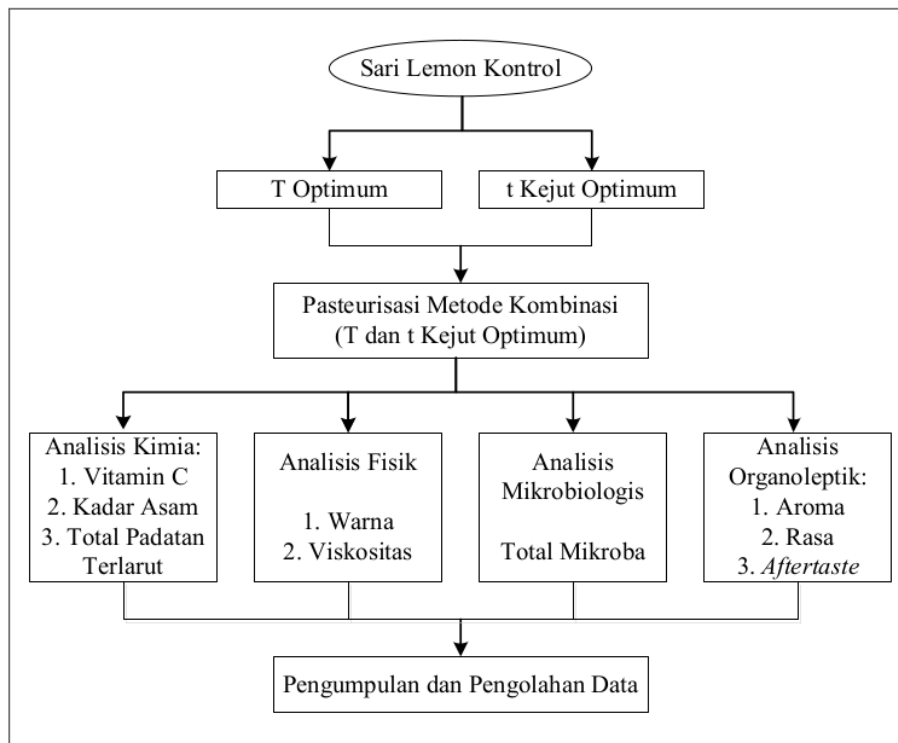 Sari Lemon Kontrol
T Optimum
t Kejut Optimum
Pasteurisasi Metode Kombinasi
(T dan t Kejut Optimum)
Analisis Kimia:
1. Vitamin C
2. Kadar Asam
3. Total Padatan
Terlarut
Analisis Fisik
1. Warna
2. Viskositas
Analisis
Mikrobiologis
Total Mikroba
Analisis
Organoleptik:
1. Aroma
2. Rasa
3. Aftertaste
Pengumpulan dan Pengolahan Data